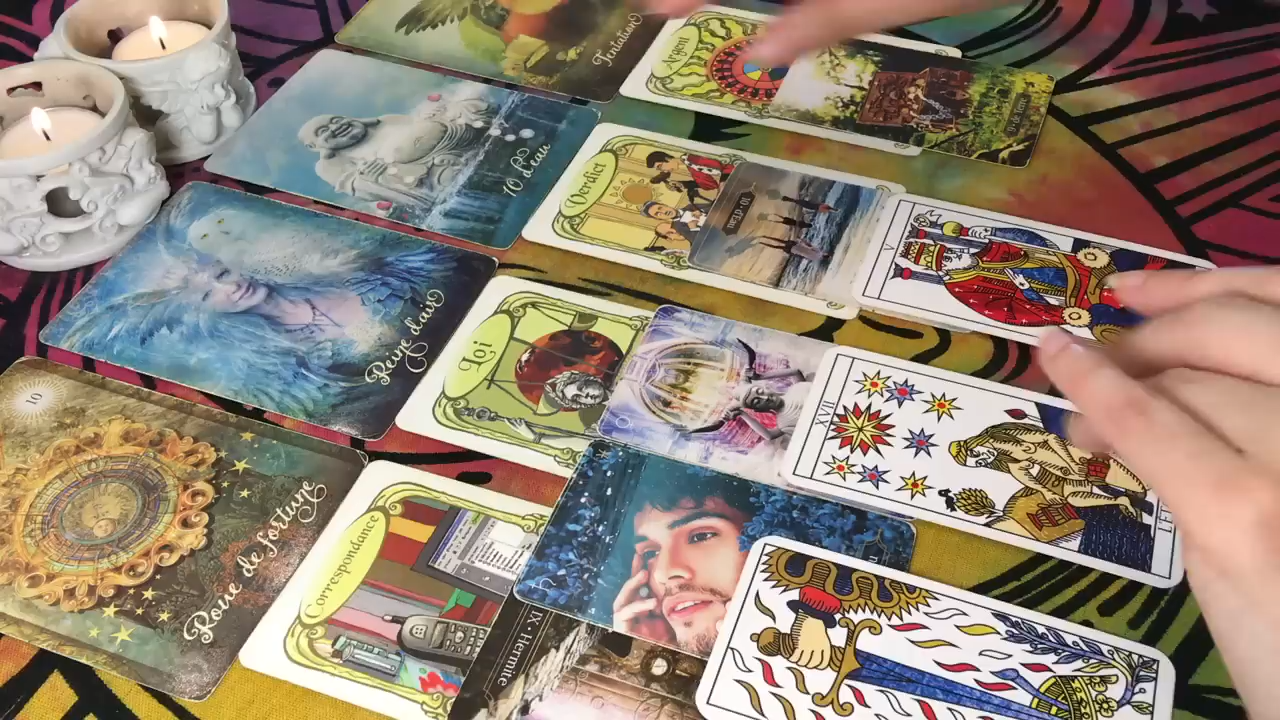 Tentation
Argent
10 d'eau
Verdict
V
Reine d'air
Loi
XVII
10
Roue de fortune
Correspondance
IX • Hermite